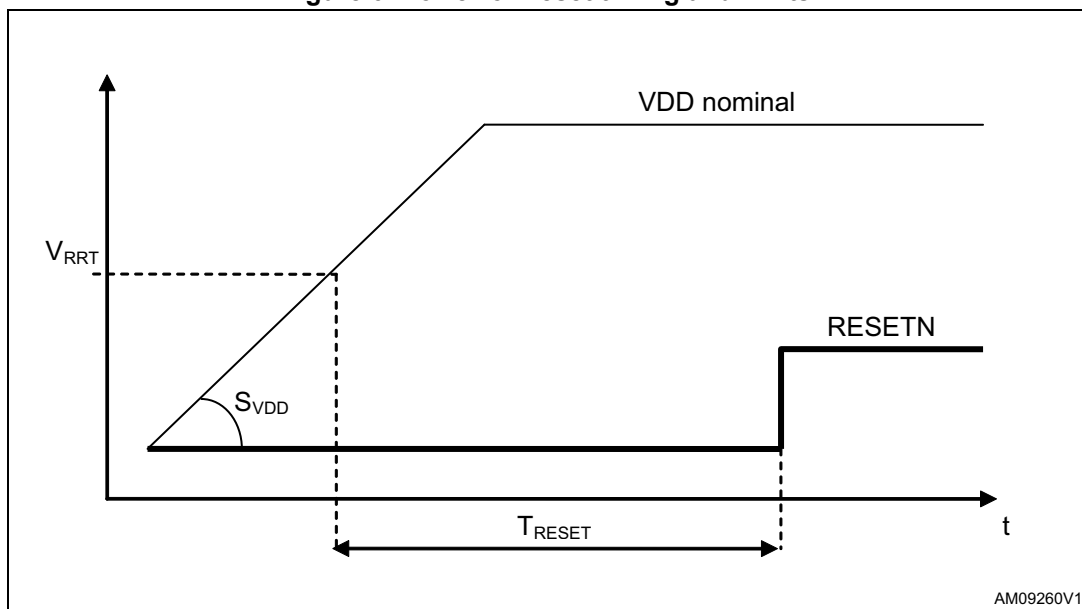 VDD nominal
V_RRT
RESETN
S_VDD
T_RESET
t
AM09260V1